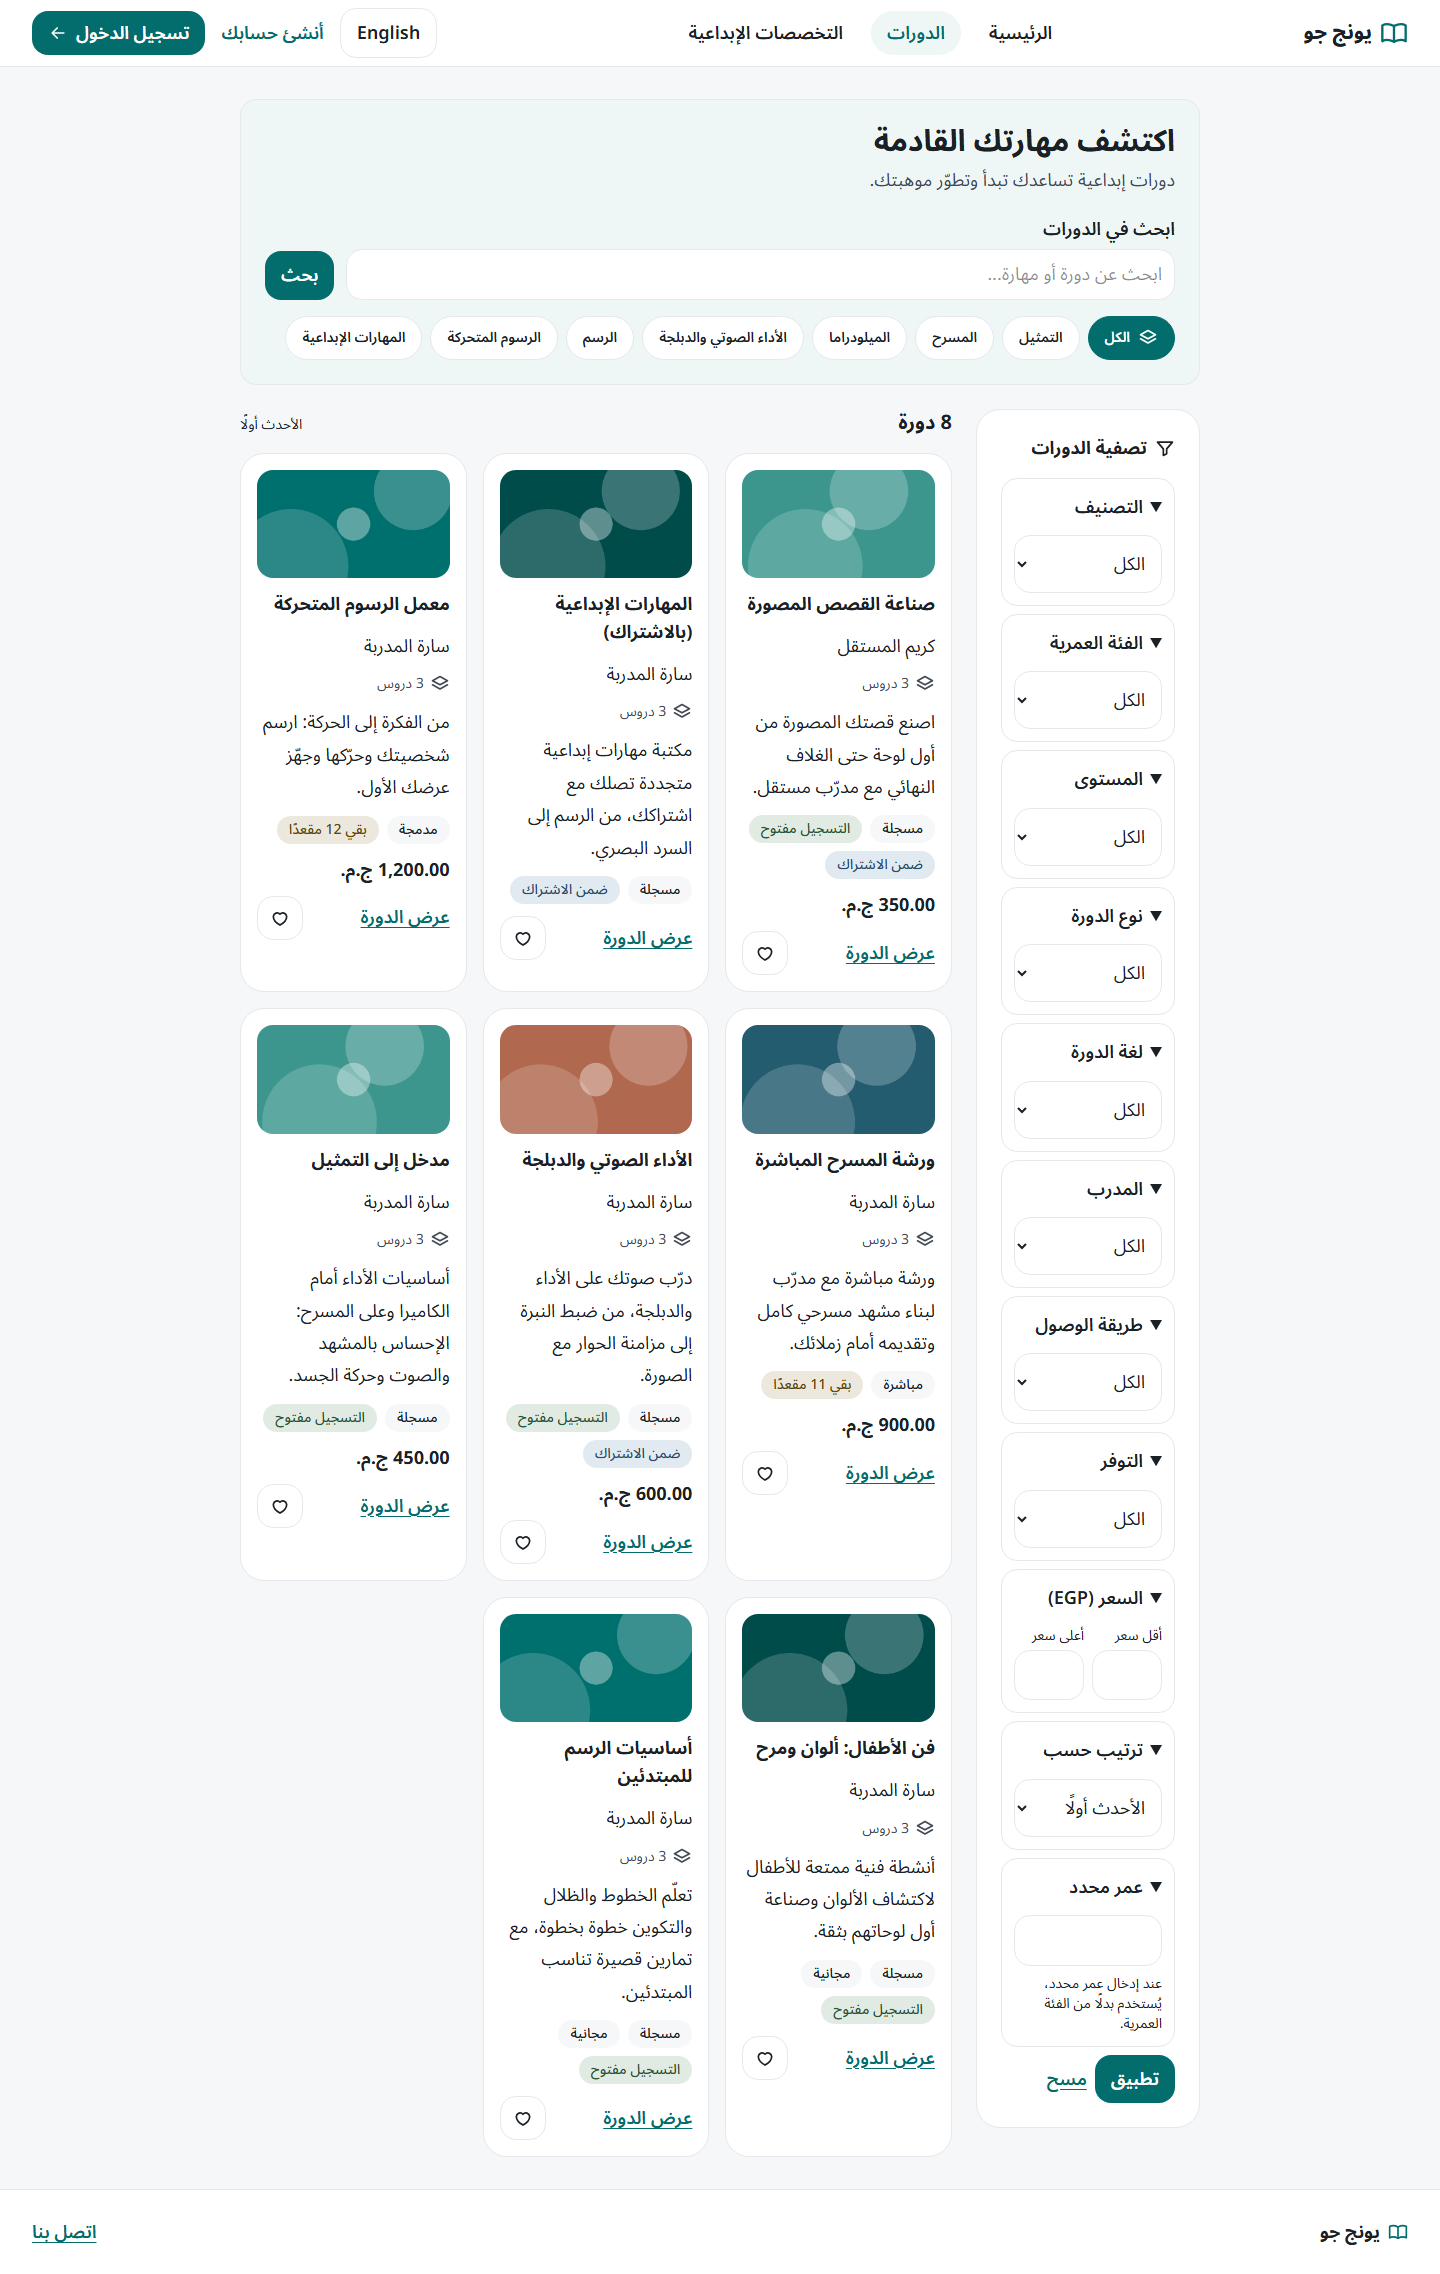 يونج جو
الرئيسية
الدورات
التخصصات الإبداعية
English
أنشئ حسابك
تسجيل الدخول
اكتشف مهارتك القادمة
دورات إبداعية تساعدك تبدأ وتطوّر موهبتك.
ابحث في الدورات
ابحث عن دورة أو مهارة...
بحث
الكل
التمثيل
المسرح
الميلودراما
الأداء الصوتي والدبلجة
الرسم
الرسوم المتحركة
المهارات الإبداعية
تصفية الدورات
التصنيف
الكل
الفئة العمرية
الكل
المستوى
الكل
نوع الدورة
الكل
لغة الدورة
الكل
المدرب
الكل
طريقة الوصول
الكل
التوفر
الكل
السعر (EGP)
أقل سعر
أعلى سعر
ترتيب حسب
الأحدث أولًا
عمر محدد
عند إدخال عمر محدد،
يُستخدم بدلًا من الفئة
العمرية.
تطبيق
مسح
8 دورة
الأحدث أولًا
صناعة القصص المصورة
كريم المستقل
3 دروس
اصنع قصتك المصورة من
أول لوحة حتى الغلاف
النهائي مع مدرّب مستقل.
مسجلة
التسجيل مفتوح
ضمن الاشتراك
350.00 ج.م.
عرض الدورة
المهارات الإبداعية
(بالاشتراك)
سارة المدربة
3 دروس
مكتبة مهارات إبداعية
متجددة تصلك مع
اشتراكك، من الرسم إلى
السرد البصري.
مسجلة
ضمن الاشتراك
عرض الدورة
معمل الرسوم المتحركة
سارة المدربة
3 دروس
من الفكرة إلى الحركة: ارسم
شخصيتك وحرّكها وجهّز
عرضك الأول.
مدمجة
بقي 12 مقعدًا
1,200.00 ج.م.
عرض الدورة
ورشة المسرح المباشرة
سارة المدربة
3 دروس
ورشة مباشرة مع مدرّب
لبناء مشهد مسرحي كامل
وتقديمه أمام زملائك.
مباشرة
بقي 11 مقعدًا
900.00 ج.م.
عرض الدورة
الأداء الصوتي والدبلجة
سارة المدربة
3 دروس
درّب صوتك على الأداء
والدبلجة، من ضبط النبرة
إلى مزامنة الحوار مع
الصورة.
مسجلة
التسجيل مفتوح
ضمن الاشتراك
600.00 ج.م.
عرض الدورة
مدخل إلى التمثيل
سارة المدربة
3 دروس
أساسيات الأداء أمام
الكاميرا وعلى المسرح:
الإحساس بالمشهد
والصوت وحركة الجسد.
مسجلة
التسجيل مفتوح
450.00 ج.م.
عرض الدورة
فن الأطفال: ألوان ومرح
سارة المدربة
3 دروس
أنشطة فنية ممتعة للأطفال
لاكتشاف الألوان وصناعة
أول لوحاتهم بثقة.
مسجلة
مجانية
التسجيل مفتوح
عرض الدورة
أساسيات الرسم
للمبتدئين
سارة المدربة
3 دروس
تعلّم الخطوط والظلال
والتكوين خطوة بخطوة، مع
تمارين قصيرة تناسب
المبتدئين.
مسجلة
مجانية
التسجيل مفتوح
عرض الدورة
يونج جو
اتصل بنا